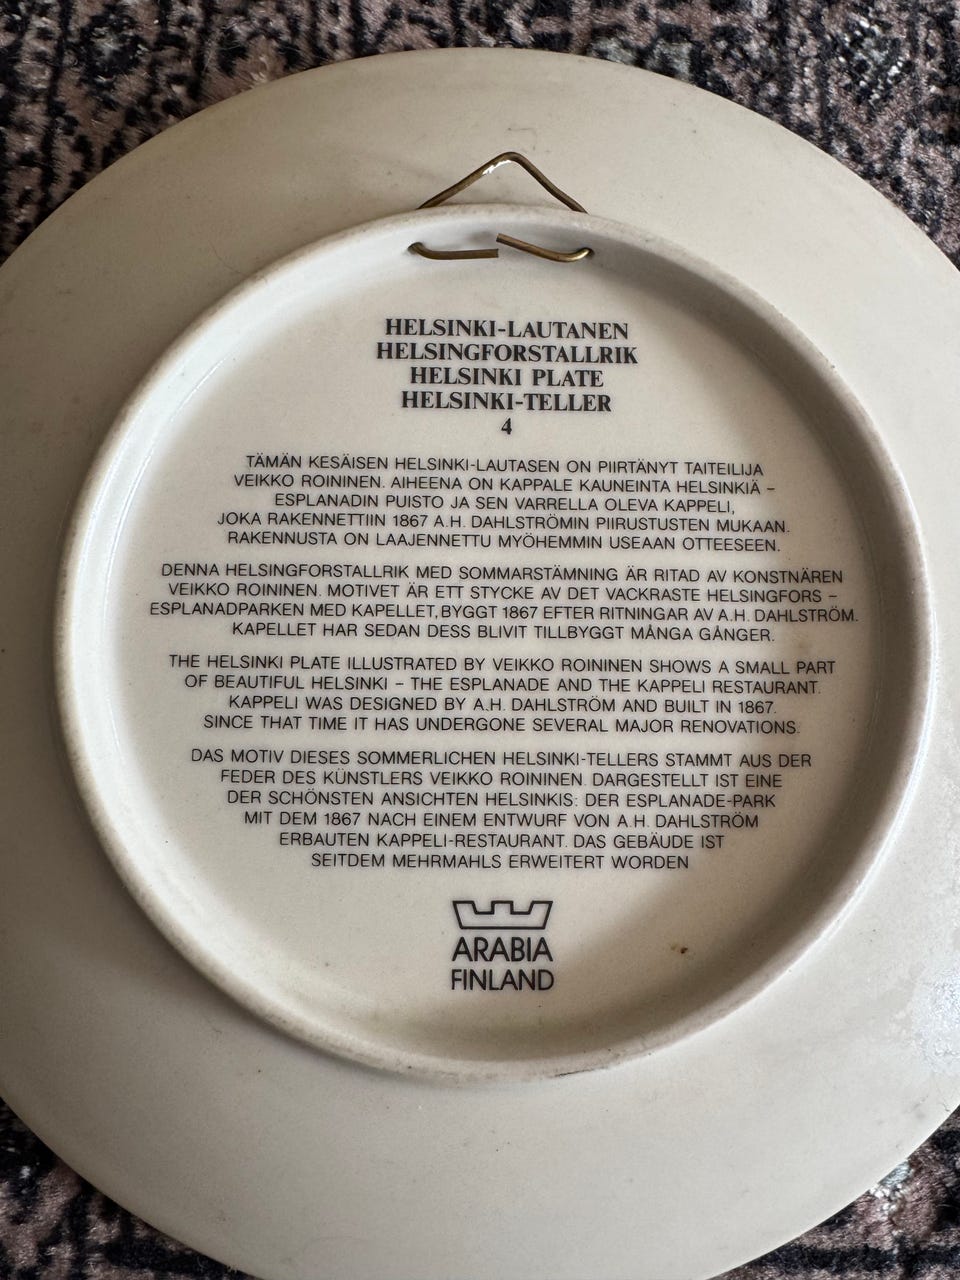 HELSINKI-LAUTANEN
HELSINGFORSTALLRIK
HELSINKI PLATE
HELSINKI-TELLER
4
TÄMÄN KESÄISEN HELSINKI-LAUTASEN ON PIIRTÄNYT TAITEILIJA
VEIKKO ROININEN. AIHEENA ON KAPPALE KAUNEINTA HELSINKIÄ –
ESPLANADIN PUISTO JA SEN VARRELLA OLEVA KAPPELI,
JOKA RAKENNETTIIN 1867 A.H. DAHLSTRÖMIN PIIRUSTUSTEN MUKAAN.
RAKENNUSTA ON LAAJENNETTU MYÖHEMMIN USEAAN OTTEESEEN.
DENNA HELSINGFORSTALLRIK MED SOMMARSTÄMNING ÄR RITAD AV KONSTNÄREN
VEIKKO ROININEN. MOTIVET ÄR ETT STYCKE AV DET VACKRASTE HELSINGFORS –
ESPLANADPARKEN MED KAPELLET, BYGGT 1867 EFTER RITNINGAR AV A.H. DAHLSTRÖM.
KAPELLET HAR SEDAN DESS BLIVIT TILLBYGGT MÅNGA GÅNGER.
THE HELSINKI PLATE ILLUSTRATED BY VEIKKO ROININEN SHOWS A SMALL PART
OF BEAUTIFUL HELSINKI – THE ESPLANADE AND THE KAPPELI RESTAURANT.
KAPPELI WAS DESIGNED BY A.H. DAHLSTRÖM AND BUILT IN 1867.
SINCE THAT TIME IT HAS UNDERGONE SEVERAL MAJOR RENOVATIONS.
DAS MOTIV DIESES SOMMERLICHEN HELSINKI-TELLERS STAMMT AUS DER
FEDER DES KÜNSTLERS VEIKKO ROININEN. DARGESTELLT IST EINE
DER SCHÖNSTEN ANSICHTEN HELSINKIS: DER ESPLANADE-PARK
MIT DEM 1867 NACH EINEM ENTWURF VON A.H. DAHLSTRÖM
ERBAUTEN KAPPELI-RESTAURANT. DAS GEBÄUDE IST
SEITDEM MEHRMAHLS ERWEITERT WORDEN
ARABIA
FINLAND